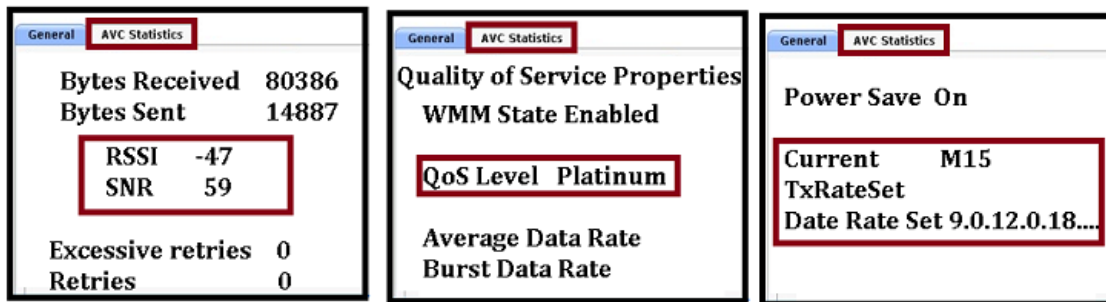 General AVC Statistics
Bytes Received 80386
Bytes Sent 14887
RSSI -47
SNR 59
Excessive retries 0
Retries 0
General AVC Statistics
Quality of Service Properties
WMM State Enabled
QoS Level Platinum
Average Data Rate
Burst Data Rate
General AVC Statistics
Power Save On
Current M15
TxRateSet
Date Rate Set 9.0.12.0.18....